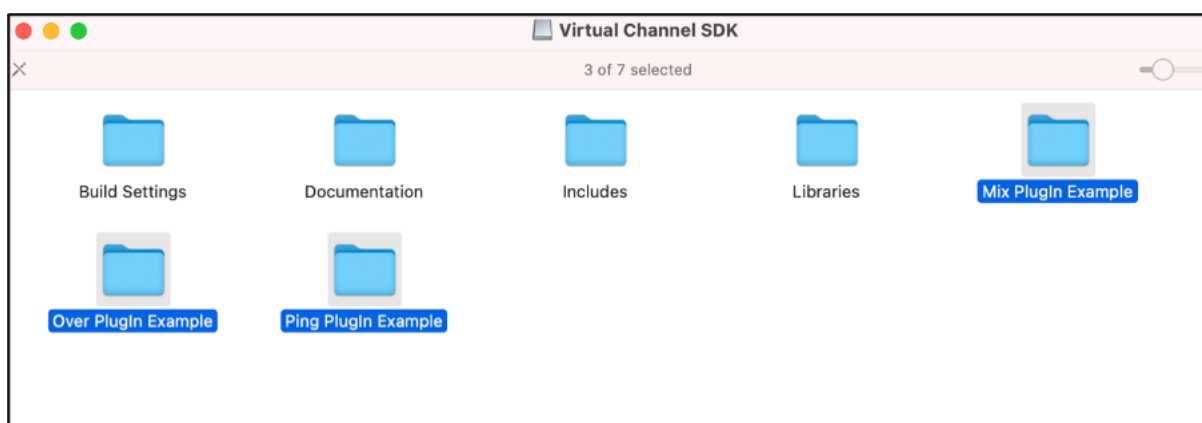 Virtual Channel SDK
3 of 7 selected
Build Settings Documentation Includes Libraries Mix PlugIn Example
Over PlugIn Example Ping PlugIn Example